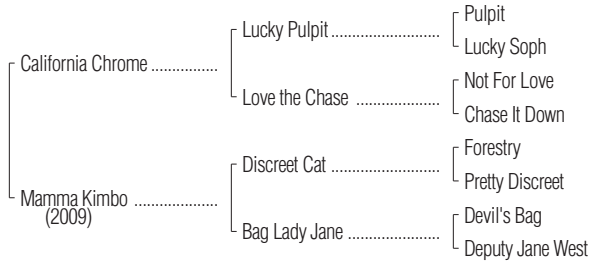 Pulpit
Lucky Pulpit
Lucky Soph
California Chrome
Not For Love
Love the Chase
Chase It Down
Forestry
Discreet Cat
Pretty Discreet
Mamma Kimbo
(2009)
Devil's Bag
Bag Lady Jane
Deputy Jane West